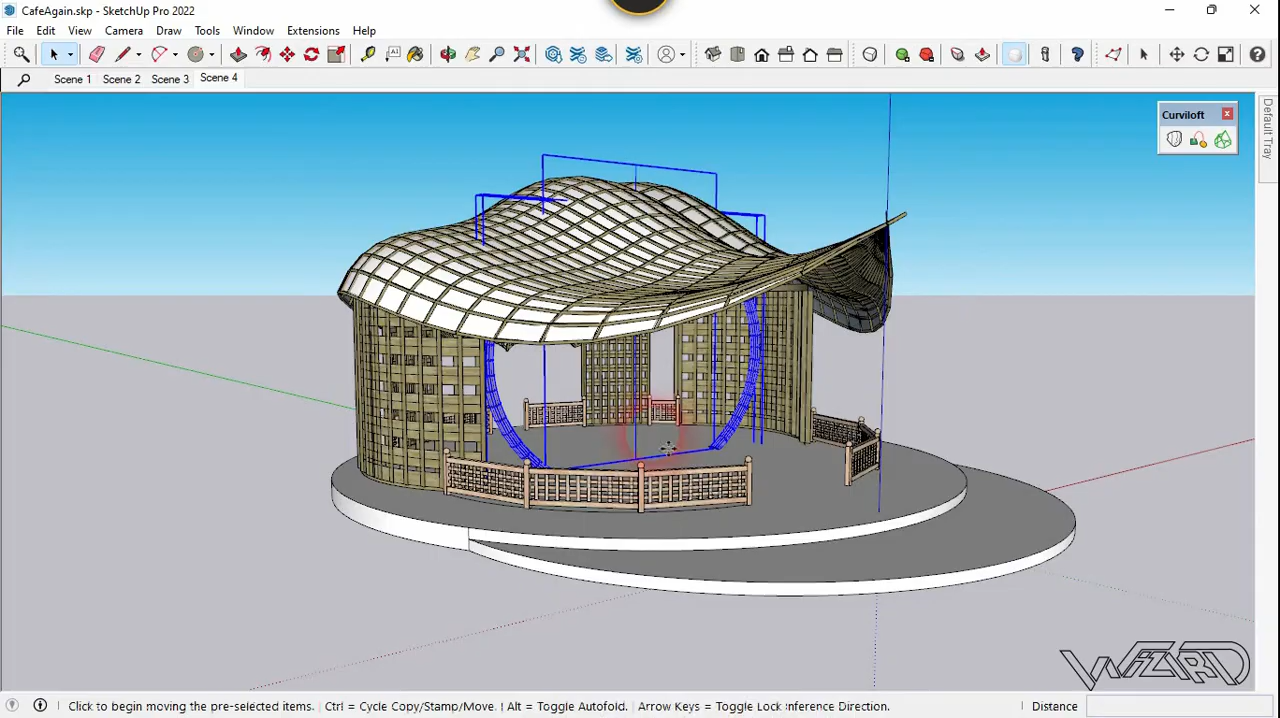 CafeAgain.skp - SketchUp Pro 2022
File Edit View Camera Draw Tools Window Extensions Help
Scene 1 Scene 2 Scene 3 Scene 4
Curviloft
Default Tray
WIZARD
Click to begin moving the pre-selected items. Ctrl = Cycle Copy/Stamp/Move. Alt = Toggle Autofold. Arrow Keys = Toggle Lock Inference Direction. Distance